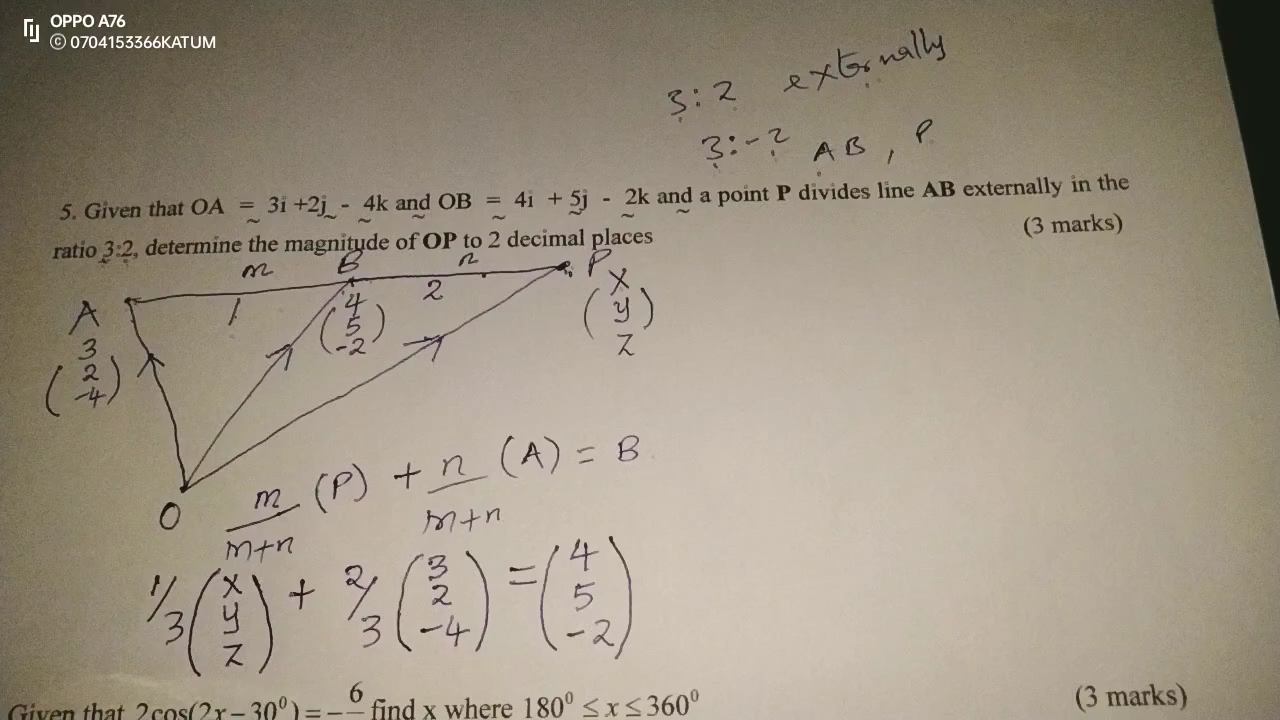 OPPO A76
© 0704153366KATUM
3:2 externally
3:-2 AB, P
5. Given that OA = 3i +2j - 4k and OB = 4i + 5j - 2k and a point P divides line AB externally in the
ratio 3:2, determine the magnitude of OP to 2 decimal places
(3 marks)
m B n P
A 1 2
(3 2 -4)
(4 5 -2)
(x y z)
O
m/m+n (P) + n/m+n (A) = B
1/3 (x y z) + 2/3 (3 2 -4) = (4 5 -2)
Given that 2cos(2x – 30⁰) = - 6 find x where 180⁰ ≤ x ≤ 360⁰
(3 marks)